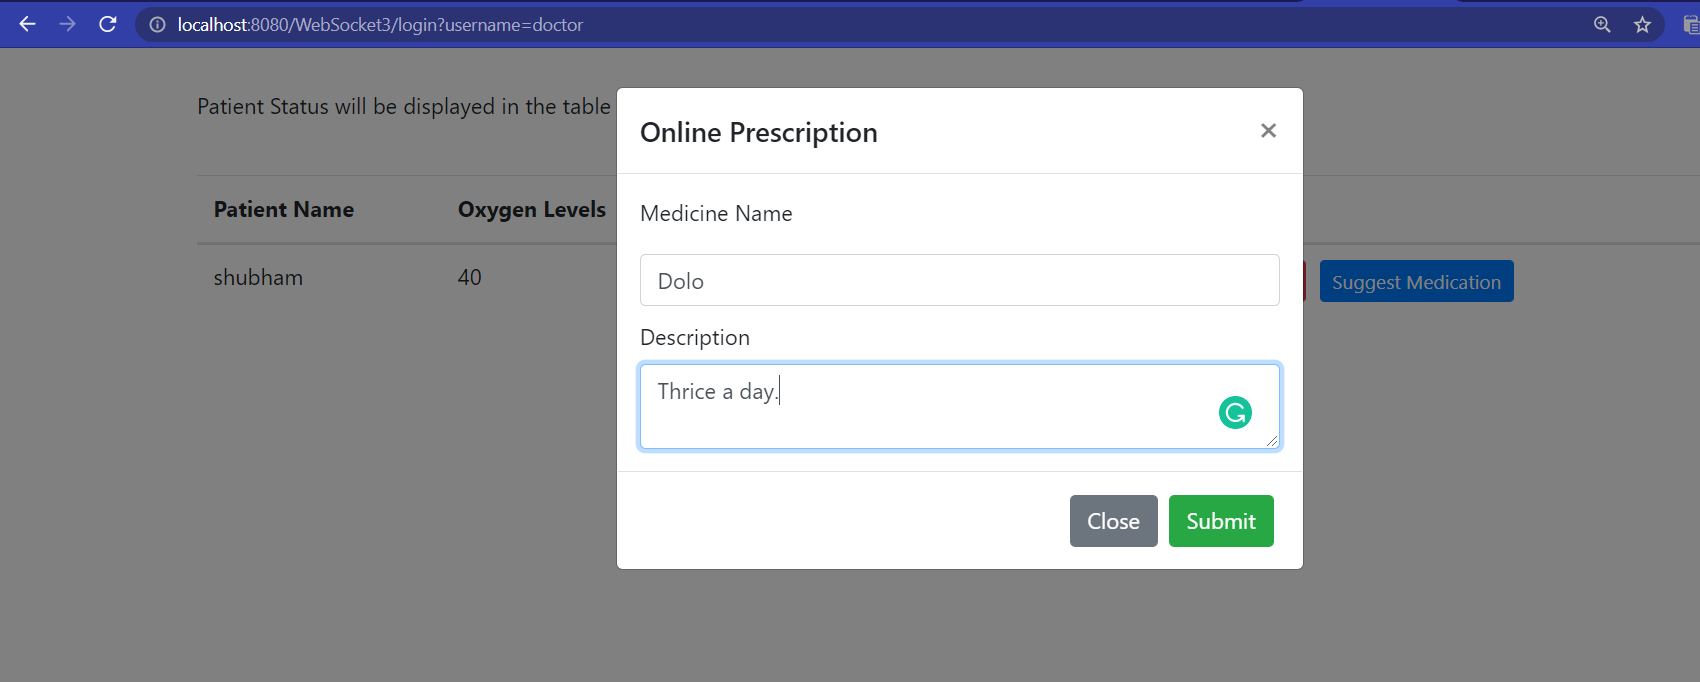 localhost:8080/WebSocket3/login?username=doctor
Patient Status will be displayed in the table
Online Prescription
×
Patient Name Oxygen Levels
Medicine Name
shubham 40
Dolo
Suggest Medication
Description
Thrice a day.
Close Submit